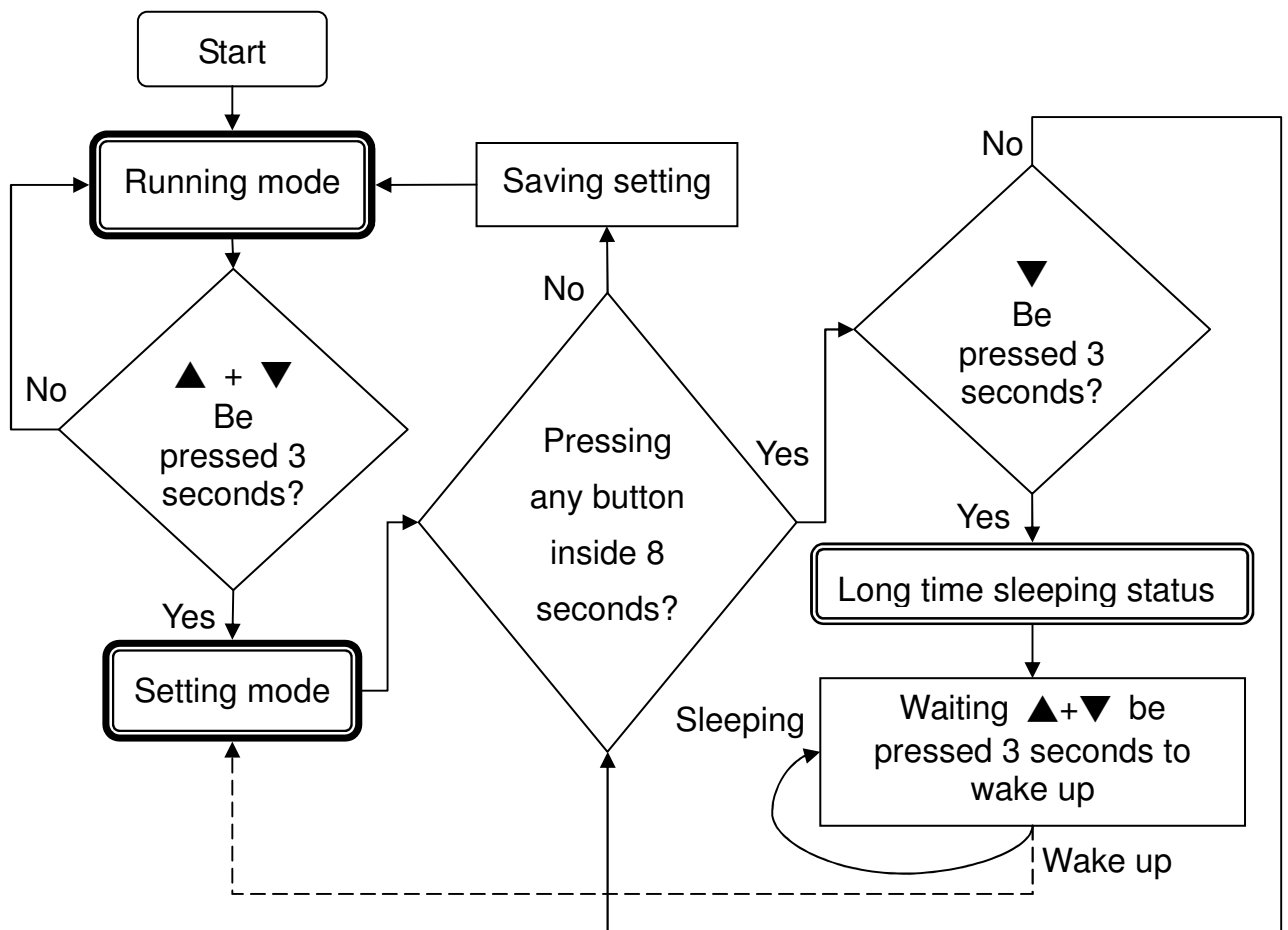 Start
Running mode
No
▲ + ▼
Be
pressed 3
seconds?
Yes
Setting mode
Saving setting
No
Pressing
any button
inside 8
seconds?
Yes
No
▼
Be
pressed 3
seconds?
Yes
Long time sleeping status
Waiting ▲+▼ be
pressed 3 seconds to
wake up
Sleeping
Wake up